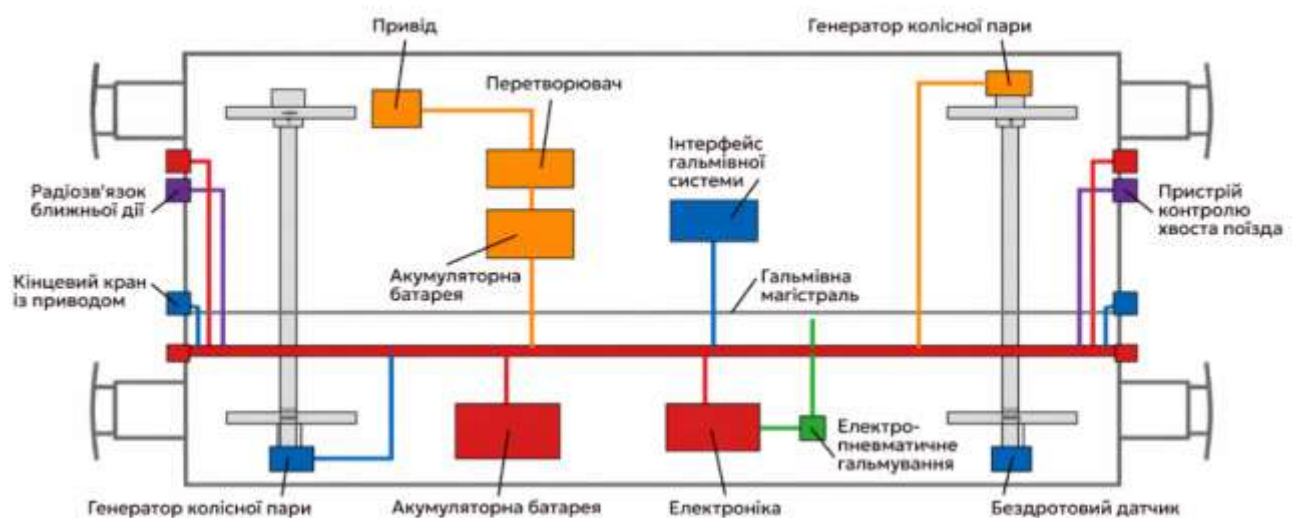 Привід
Генератор колісної пари
Перетворювач
Інтерфейс
гальмівної
системи
Радіозв'язок
ближньої дії
Пристрій
контролю
хвоста поїзда
Акумуляторна
батарея
Кінцевий кран
із приводом
Гальмівна
магістраль
Електро-
пневматичне
гальмування
Генератор колісної пари
Акумуляторна батарея
Електроніка
Бездротовий датчик